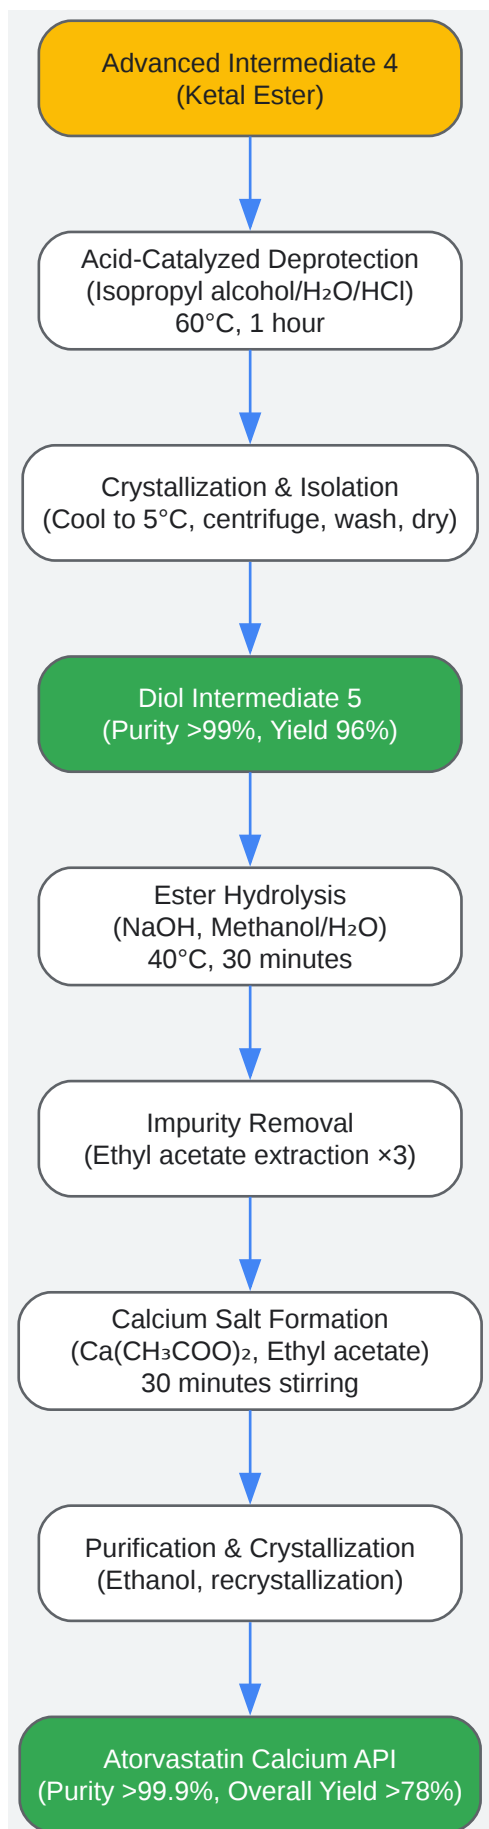 Advanced Intermediate 4
(Ketal Ester)
Acid-Catalyzed Deprotection
(Isopropyl alcohol/H₂O/HCl)
60°C, 1 hour
Crystallization & Isolation
(Cool to 5°C, centrifuge, wash, dry)
Diol Intermediate 5
(Purity >99%, Yield 96%)
Ester Hydrolysis
(NaOH, Methanol/H₂O)
40°C, 30 minutes
Impurity Removal
(Ethyl acetate extraction ×3)
Calcium Salt Formation
(Ca(CH₃COO)₂, Ethyl acetate)
30 minutes stirring
Purification & Crystallization
(Ethanol, recrystallization)
Atorvastatin Calcium API
(Purity >99.9%, Overall Yield >78%)